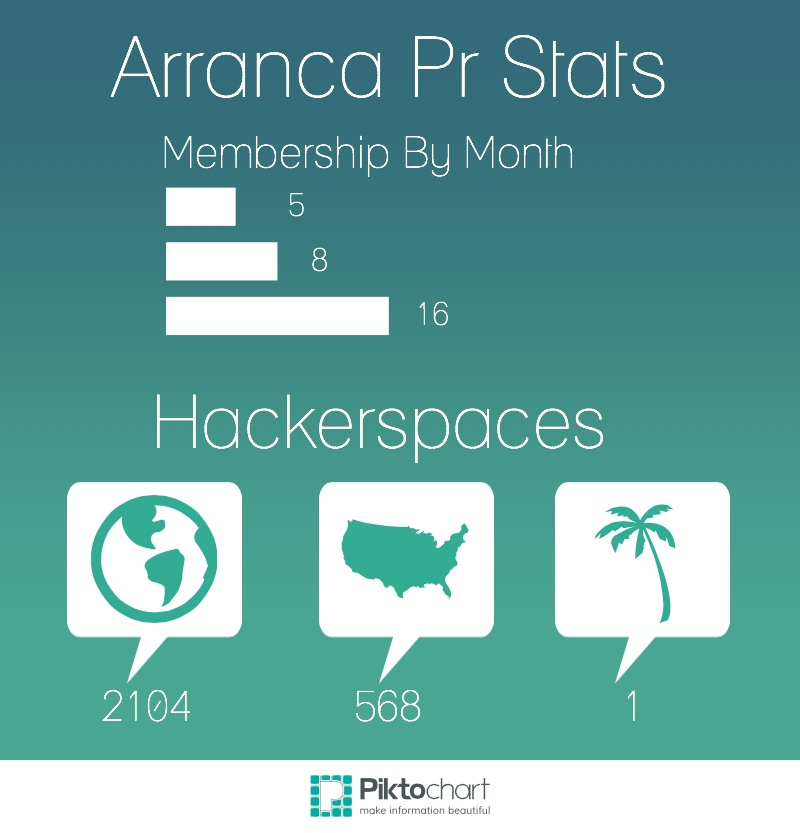 Arranca Pr Stats
Membership By Month
5
8
16
Hackerspaces
2104 568 1
Piktochart
make information beautiful